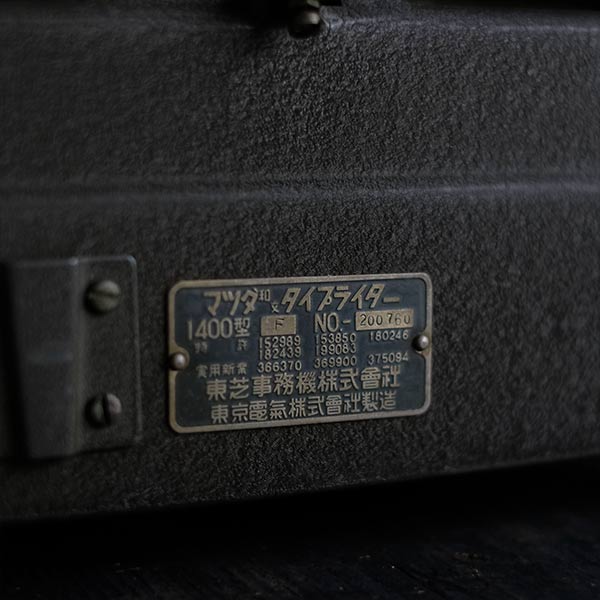 マツダ和文タイプライター
1400型 F NO.- 200760
特許 152989 153850 180246
182439 199083
實用新案 366370 369900 375094
東芝事務機株式會社
東京電氣株式會社製造